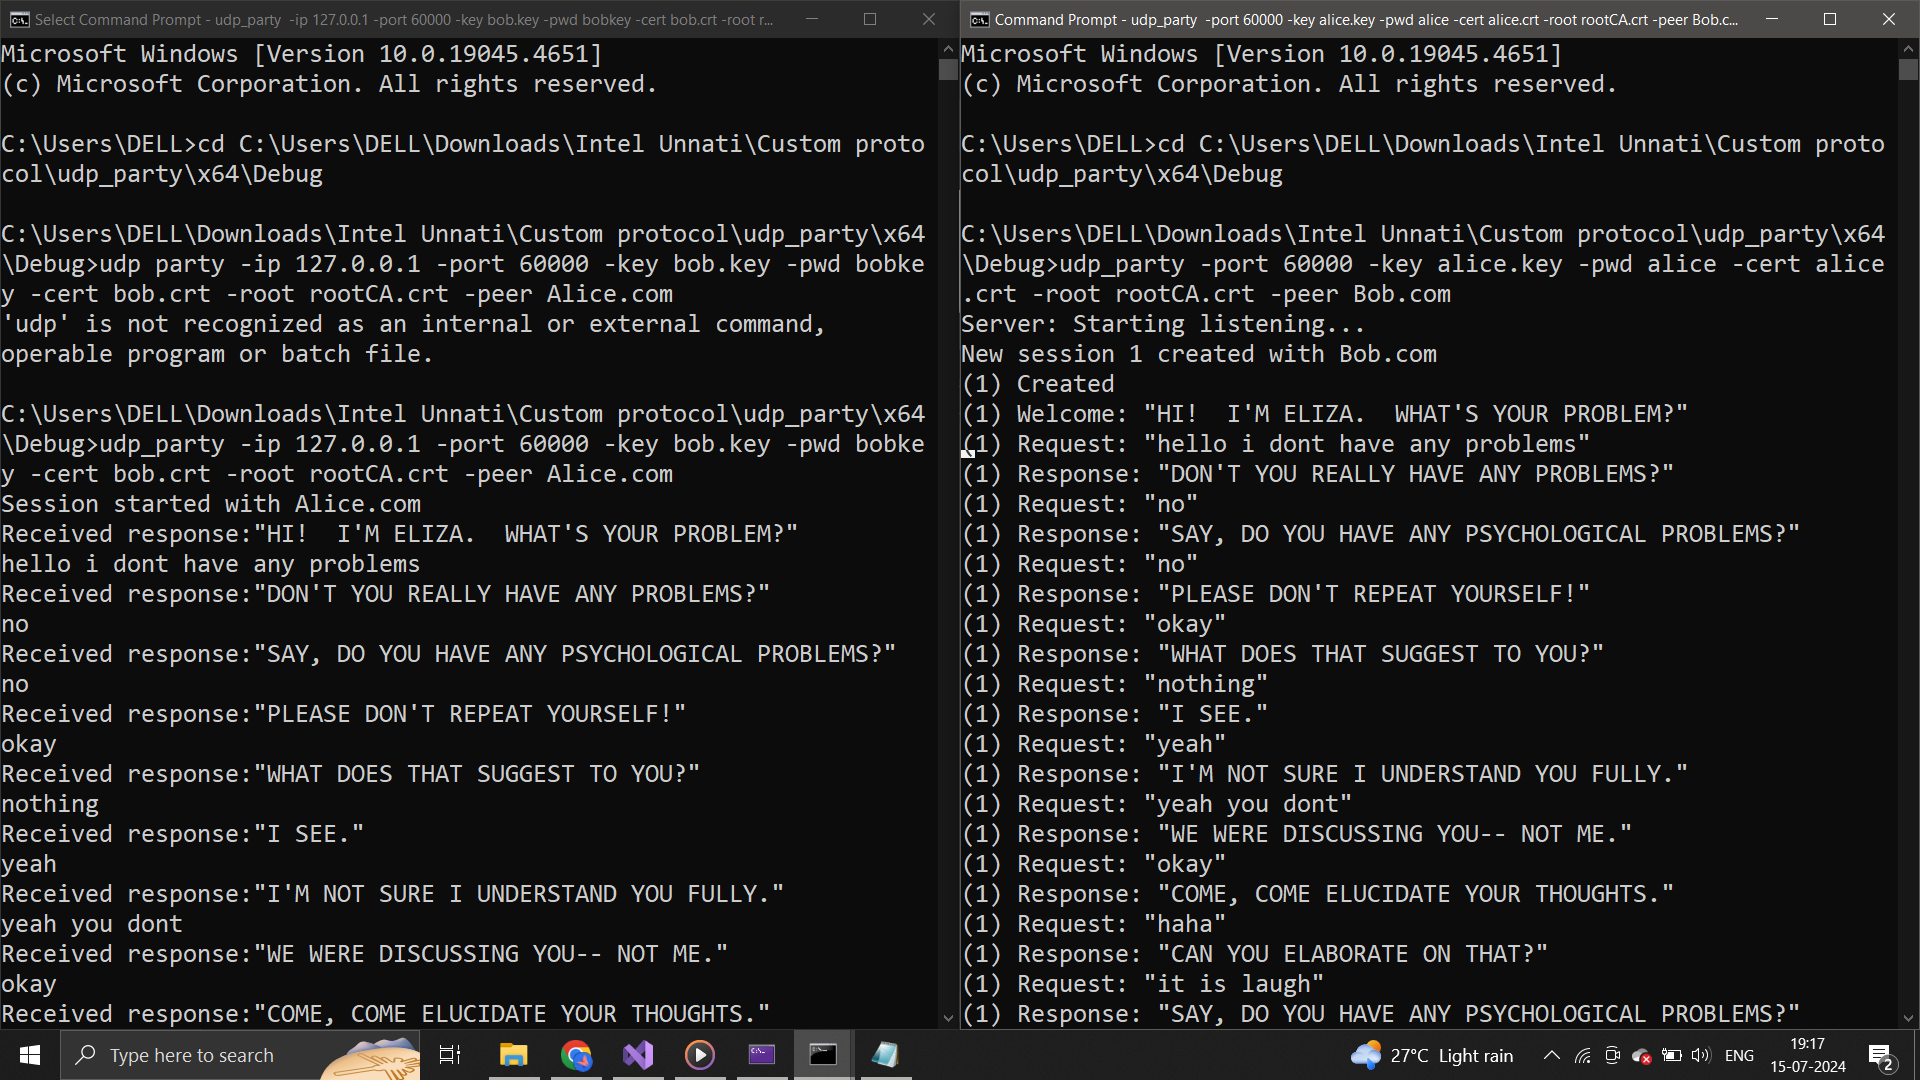 Select Command Prompt - udp_party -ip 127.0.0.1 -port 60000 -key bob.key -pwd bobkey -cert bob.crt -root r...
Microsoft Windows [Version 10.0.19045.4651]
(c) Microsoft Corporation. All rights reserved.
C:\Users\DELL>cd C:\Users\DELL\Downloads\Intel Unnati\Custom proto
col\udp_party\x64\Debug
C:\Users\DELL\Downloads\Intel Unnati\Custom protocol\udp_party\x64
\Debug>udp party -ip 127.0.0.1 -port 60000 -key bob.key -pwd bobke
y -cert bob.crt -root rootCA.crt -peer Alice.com
'udp' is not recognized as an internal or external command,
operable program or batch file.
C:\Users\DELL\Downloads\Intel Unnati\Custom protocol\udp_party\x64
\Debug>udp_party -ip 127.0.0.1 -port 60000 -key bob.key -pwd bobke
y -cert bob.crt -root rootCA.crt -peer Alice.com
Session started with Alice.com
Received response:"HI!  I'M ELIZA.  WHAT'S YOUR PROBLEM?"
hello i dont have any problems
Received response:"DON'T YOU REALLY HAVE ANY PROBLEMS?"
no
Received response:"SAY, DO YOU HAVE ANY PSYCHOLOGICAL PROBLEMS?"
no
Received response:"PLEASE DON'T REPEAT YOURSELF!"
okay
Received response:"WHAT DOES THAT SUGGEST TO YOU?"
nothing
Received response:"I SEE."
yeah
Received response:"I'M NOT SURE I UNDERSTAND YOU FULLY."
yeah you dont
Received response:"WE WERE DISCUSSING YOU-- NOT ME."
okay
Received response:"COME, COME ELUCIDATE YOUR THOUGHTS."
Command Prompt - udp_party -port 60000 -key alice.key -pwd alice -cert alice.crt -root rootCA.crt -peer Bob.c...
Microsoft Windows [Version 10.0.19045.4651]
(c) Microsoft Corporation. All rights reserved.
C:\Users\DELL>cd C:\Users\DELL\Downloads\Intel Unnati\Custom proto
col\udp_party\x64\Debug
C:\Users\DELL\Downloads\Intel Unnati\Custom protocol\udp_party\x64
\Debug>udp_party -port 60000 -key alice.key -pwd alice -cert alice
.crt -root rootCA.crt -peer Bob.com
Server: Starting listening...
New session 1 created with Bob.com
(1) Created
(1) Welcome: "HI!  I'M ELIZA.  WHAT'S YOUR PROBLEM?"
(1) Request: "hello i dont have any problems"
(1) Response: "DON'T YOU REALLY HAVE ANY PROBLEMS?"
(1) Request: "no"
(1) Response: "SAY, DO YOU HAVE ANY PSYCHOLOGICAL PROBLEMS?"
(1) Request: "no"
(1) Response: "PLEASE DON'T REPEAT YOURSELF!"
(1) Request: "okay"
(1) Response: "WHAT DOES THAT SUGGEST TO YOU?"
(1) Request: "nothing"
(1) Response: "I SEE."
(1) Request: "yeah"
(1) Response: "I'M NOT SURE I UNDERSTAND YOU FULLY."
(1) Request: "yeah you dont"
(1) Response: "WE WERE DISCUSSING YOU-- NOT ME."
(1) Request: "okay"
(1) Response: "COME, COME ELUCIDATE YOUR THOUGHTS."
(1) Request: "haha"
(1) Response: "CAN YOU ELABORATE ON THAT?"
(1) Request: "it is laugh"
(1) Response: "SAY, DO YOU HAVE ANY PSYCHOLOGICAL PROBLEMS?"
Type here to search
27°C Light rain
ENG
19:17
15-07-2024
2